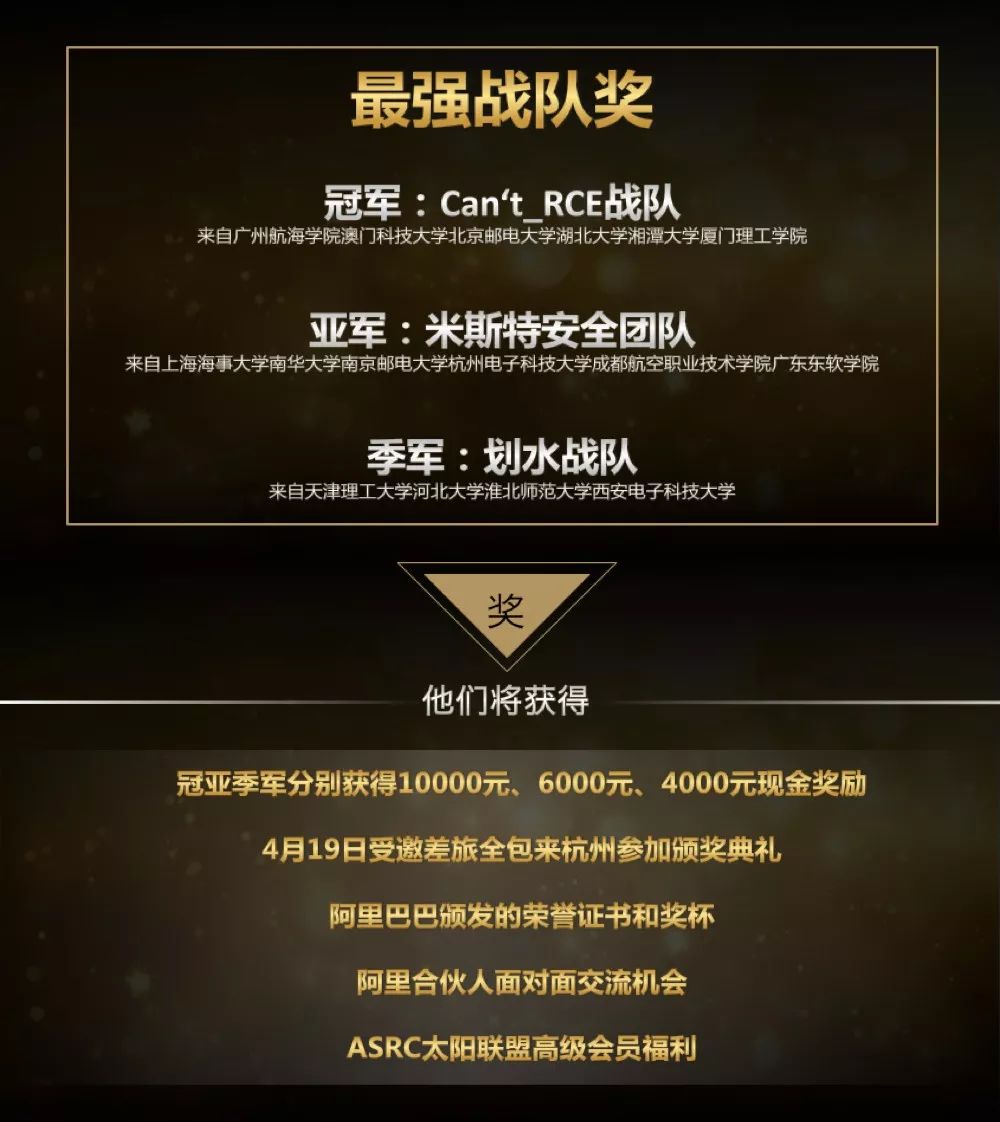 最强战队奖
冠军：Can‘t_RCE战队
来自广州航海学院澳门科技大学北京邮电大学湖北大学湘潭大学厦门理工学院
亚军：米斯特安全团队
来自上海海事大学南华大学南京邮电大学杭州电子科技大学成都航空职业技术学院广东东软学院
季军：划水战队
来自天津理工大学河北大学淮北师范大学西安电子科技大学
奖
他们将获得
冠亚季军分别获得10000元、6000元、4000元现金奖励
4月19日受邀差旅全包来杭州参加颁奖典礼
阿里巴巴颁发的荣誉证书和奖杯
阿里合伙人面对面交流机会
ASRC太阳联盟高级会员福利